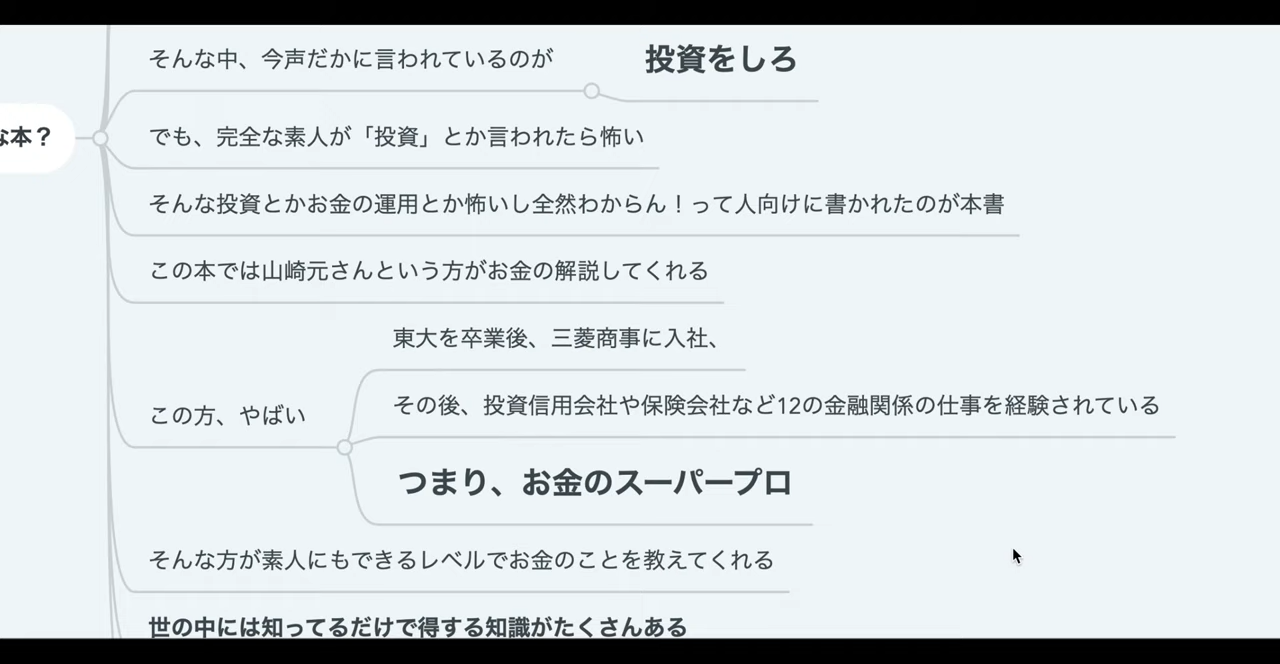 そんな中、今声だかに言われているのが
投資をしろ
な本？
でも、完全な素人が「投資」とか言われたら怖い
そんな投資とかお金の運用とか怖いし全然わからん！って人向けに書かれたのが本書
この本では山崎元さんという方がお金の解説してくれる
この方、やばい
東大を卒業後、三菱商事に入社、
その後、投資信用会社や保険会社など12の金融関係の仕事を経験されている
つまり、お金のスーパープロ
そんな方が素人にもできるレベルでお金のことを教えてくれる
世の中には知ってるだけで得する知識がたくさんある